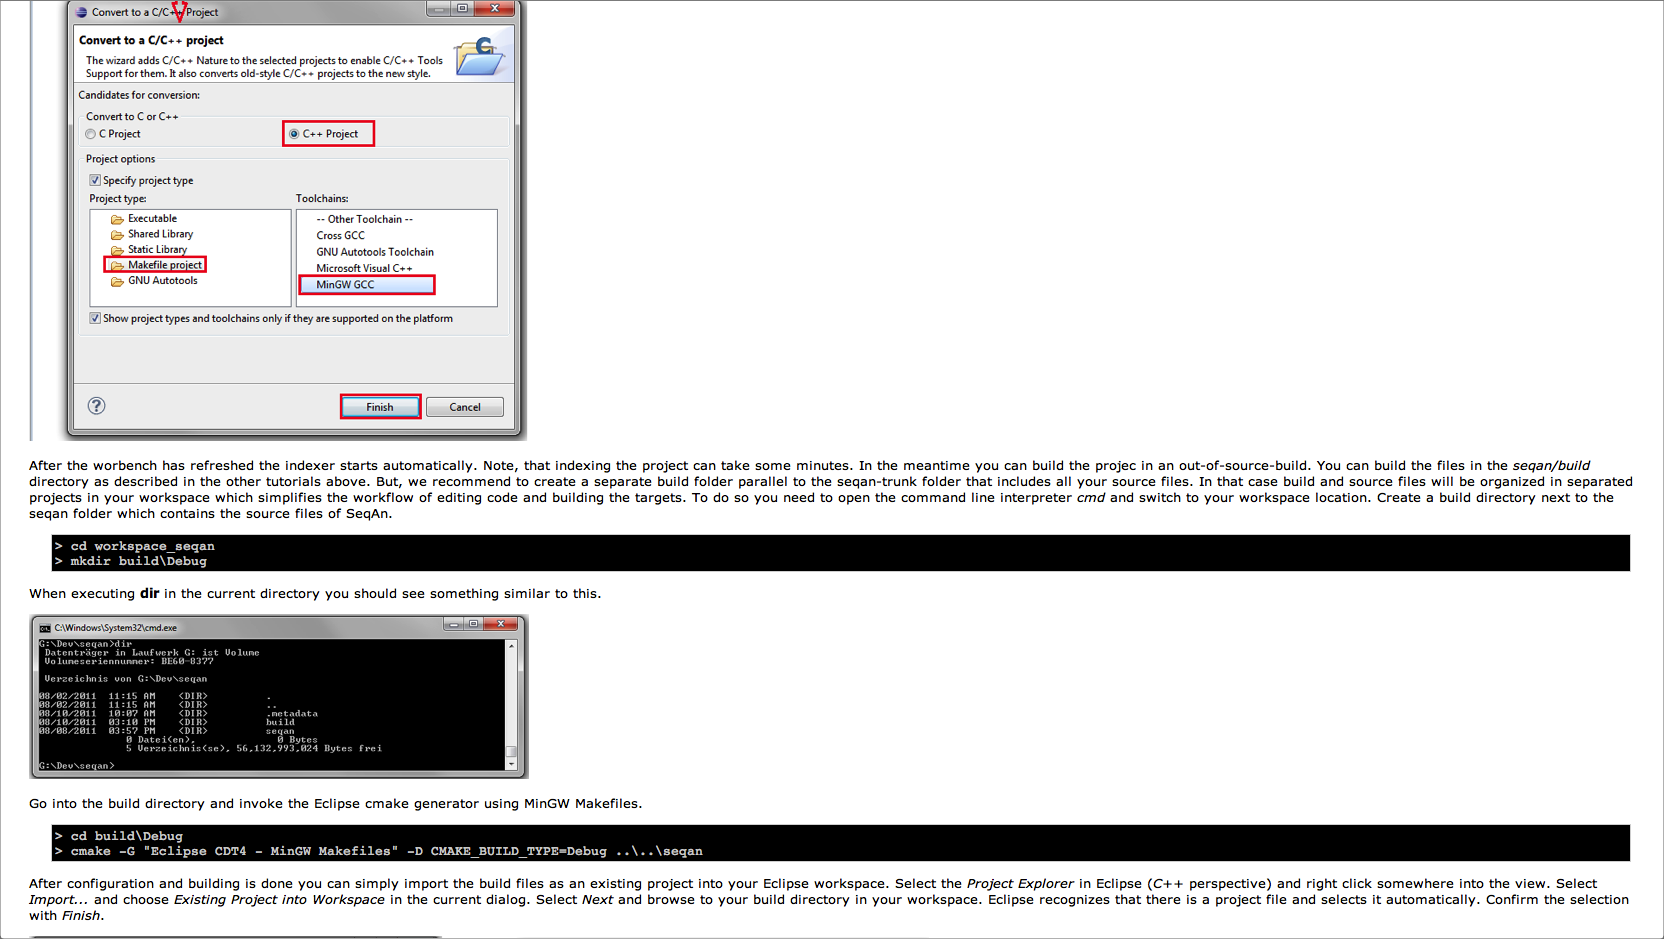 Convert to a C/C++ Project
Convert to a C/C++ project
The wizard adds C/C++ Nature to the selected projects to enable C/C++ Tools
Support for them. It also converts old-style C/C++ projects to the new style.
Candidates for conversion:
Convert to C or C++
C Project
C++ Project
Project options
Specify project type
Project type:
Toolchains:
Executable
Shared Library
Static Library
Makefile project
GNU Autotools
-- Other Toolchain --
Cross GCC
GNU Autotools Toolchain
Microsoft Visual C++
MinGW GCC
Show project types and toolchains only if they are supported on the platform
?
Finish
Cancel
After the worbench has refreshed the indexer starts automatically. Note, that indexing the project can take some minutes. In the meantime you can build the projec in an out-of-source-build. You can build the files in the seqan/build
directory as described in the other tutorials above. But, we recommend to create a separate build folder parallel to the seqan-trunk folder that includes all your source files. In that case build and source files will be organized in separated
projects in your workspace which simplifies the workflow of editing code and building the targets. To do so you need to open the command line interpreter cmd and switch to your workspace location. Create a build directory next to the
seqan folder which contains the source files of SeqAn.
> cd workspace_seqan
> mkdir build\Debug
When executing dir in the current directory you should see something similar to this.
C:\Windows\System32\cmd.exe
G:\Dev\seqan>dir
Datenträger in Laufwerk G: ist Volume
Volumeseriennummer: BE60-8377
Verzeichnis von G:\Dev\seqan
08/02/2011 11:15 AM <DIR> .
08/02/2011 11:15 AM <DIR> ..
08/10/2011 10:07 AM <DIR> .metadata
08/10/2011 03:10 PM <DIR> build
08/08/2011 03:57 PM <DIR> seqan
0 Datei(en), 0 Bytes
5 Verzeichnis(se), 56,132,993,024 Bytes frei
G:\Dev\seqan>
Go into the build directory and invoke the Eclipse cmake generator using MinGW Makefiles.
> cd build\Debug
> cmake -G "Eclipse CDT4 - MinGW Makefiles" -D CMAKE_BUILD_TYPE=Debug ..\..\seqan
After configuration and building is done you can simply import the build files as an existing project into your Eclipse workspace. Select the Project Explorer in Eclipse (C++ perspective) and right click somewhere into the view. Select
Import... and choose Existing Project into Workspace in the current dialog. Select Next and browse to your build directory in your workspace. Eclipse recognizes that there is a project file and selects it automatically. Confirm the selection
with Finish.